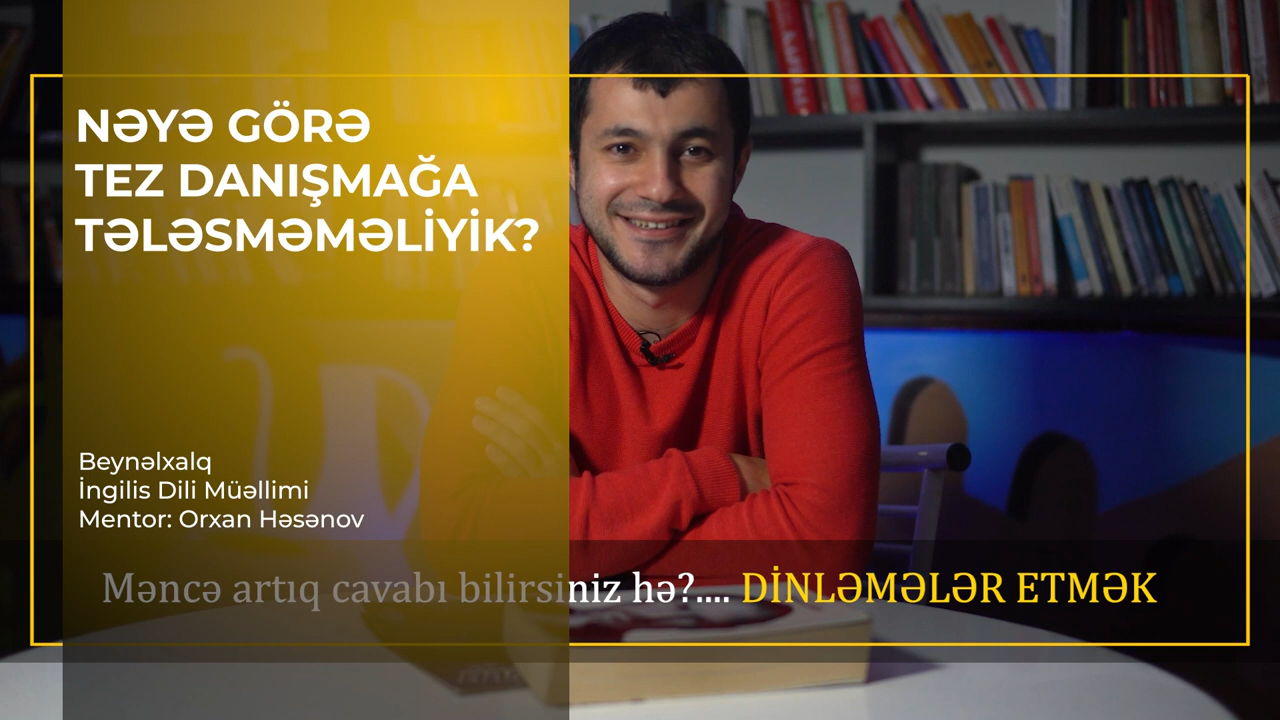 NƏYƏ GÖRƏ
TEZ DANIŞMAĞA
TƏLƏSMƏMƏLİYİK?
Beynəlxalq
İngilis Dili Müəllimi
Mentor: Orxan Həsənov
Məncə artıq cavabı bilirsiniz hə?.... DİNLƏMƏLƏR ETMƏK